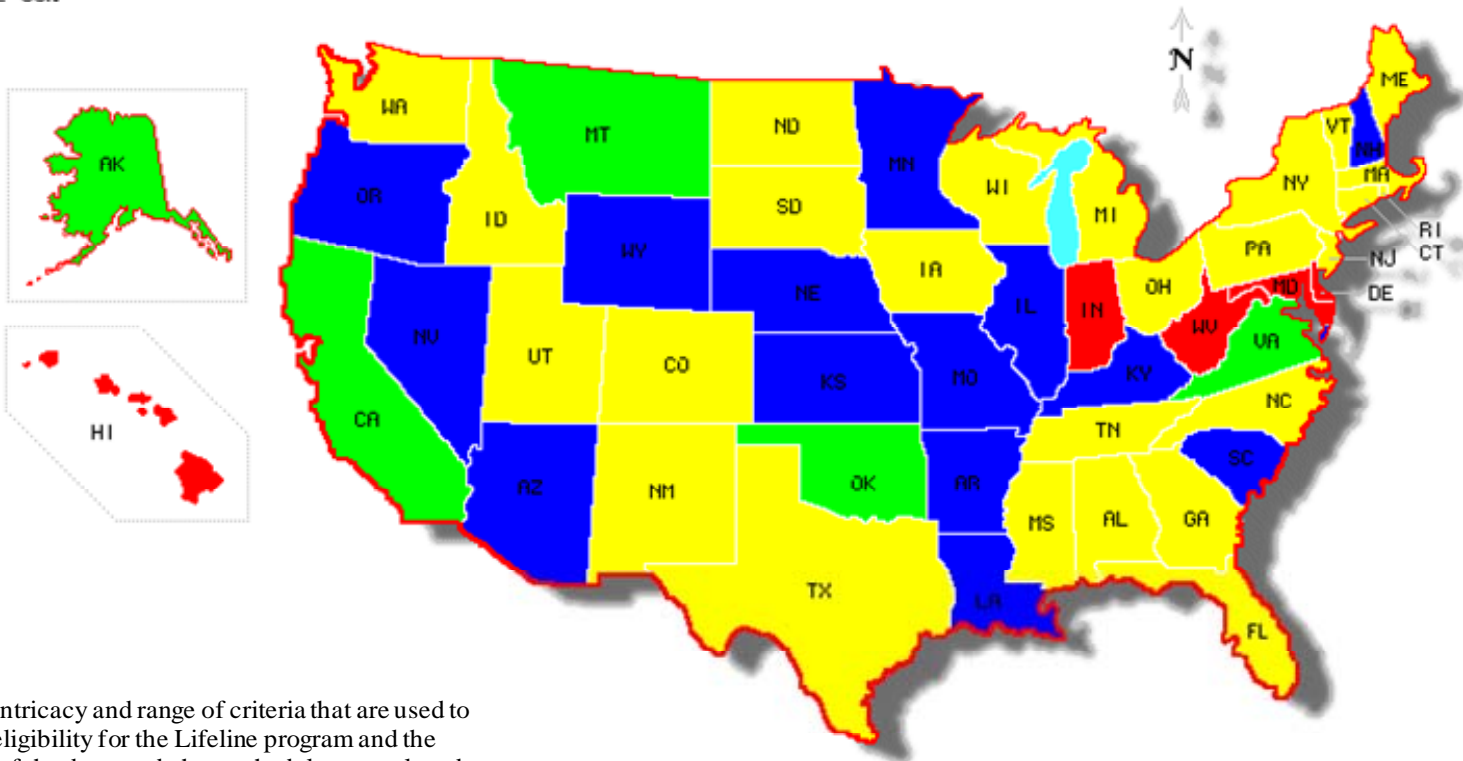 N
ME
WA
MT
ND
VT
NH
AK
MN
MA
OR
ID
SD
WI
MI
NY
RI
CT
WY
PA
NJ
IA
OH
NE
IL
IN
MD
DE
NV
UT
CO
WV
VA
KS
MO
KY
HI
CA
NC
TN
AZ
NM
OK
AR
SC
MS
AL
GA
TX
LA
FL
ntricacy and range of criteria that are used to
eligibility for the Lifeline program and the